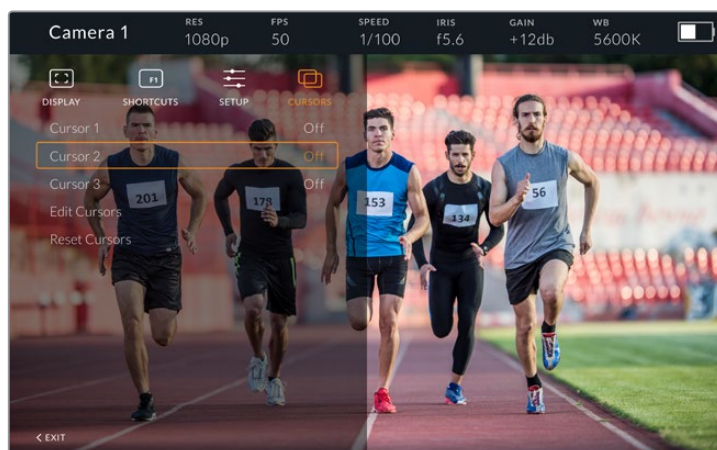 Camera 1
RES
1080p
FPS
50
SPEED
1/100
IRIS
f5.6
GAIN
+12db
WB
5600K
DISPLAY
F1
SHORTCUTS
SETUP
CURSORS
Cursor 1 Off
Cursor 2 Off
Cursor 3 Off
Edit Cursors
Reset Cursors
201
178
153
134
56
< EXIT